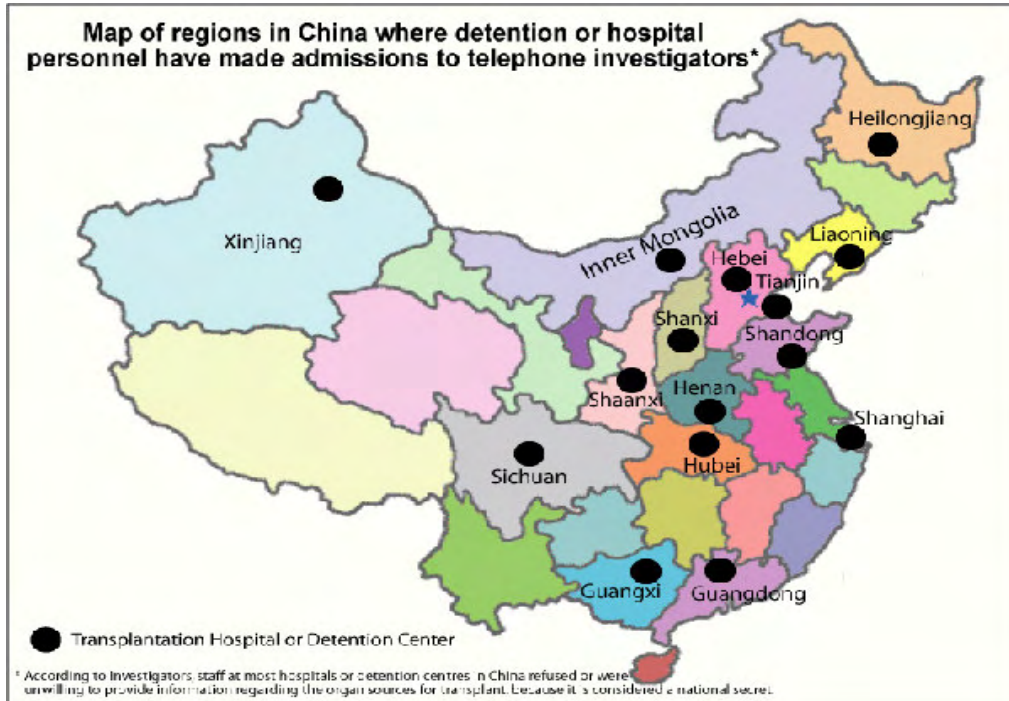 Map of regions in China where detention or hospital
personnel have made admissions to telephone investigators*
Heilongjiang
Xinjiang
Inner Mongolia
Liaoning
Hebei
Tianjin
Shanxi
Shandong
Shaanxi
Henan
Shanghai
Sichuan
Hubei
Guangxi
Guangdong
Transplantation Hospital or Detention Center
* According to investigators, staff at most hospitals or detention centres in China refused or were
unwilling to provide information regarding the organ sources for transplant, because it is considered a national secret.